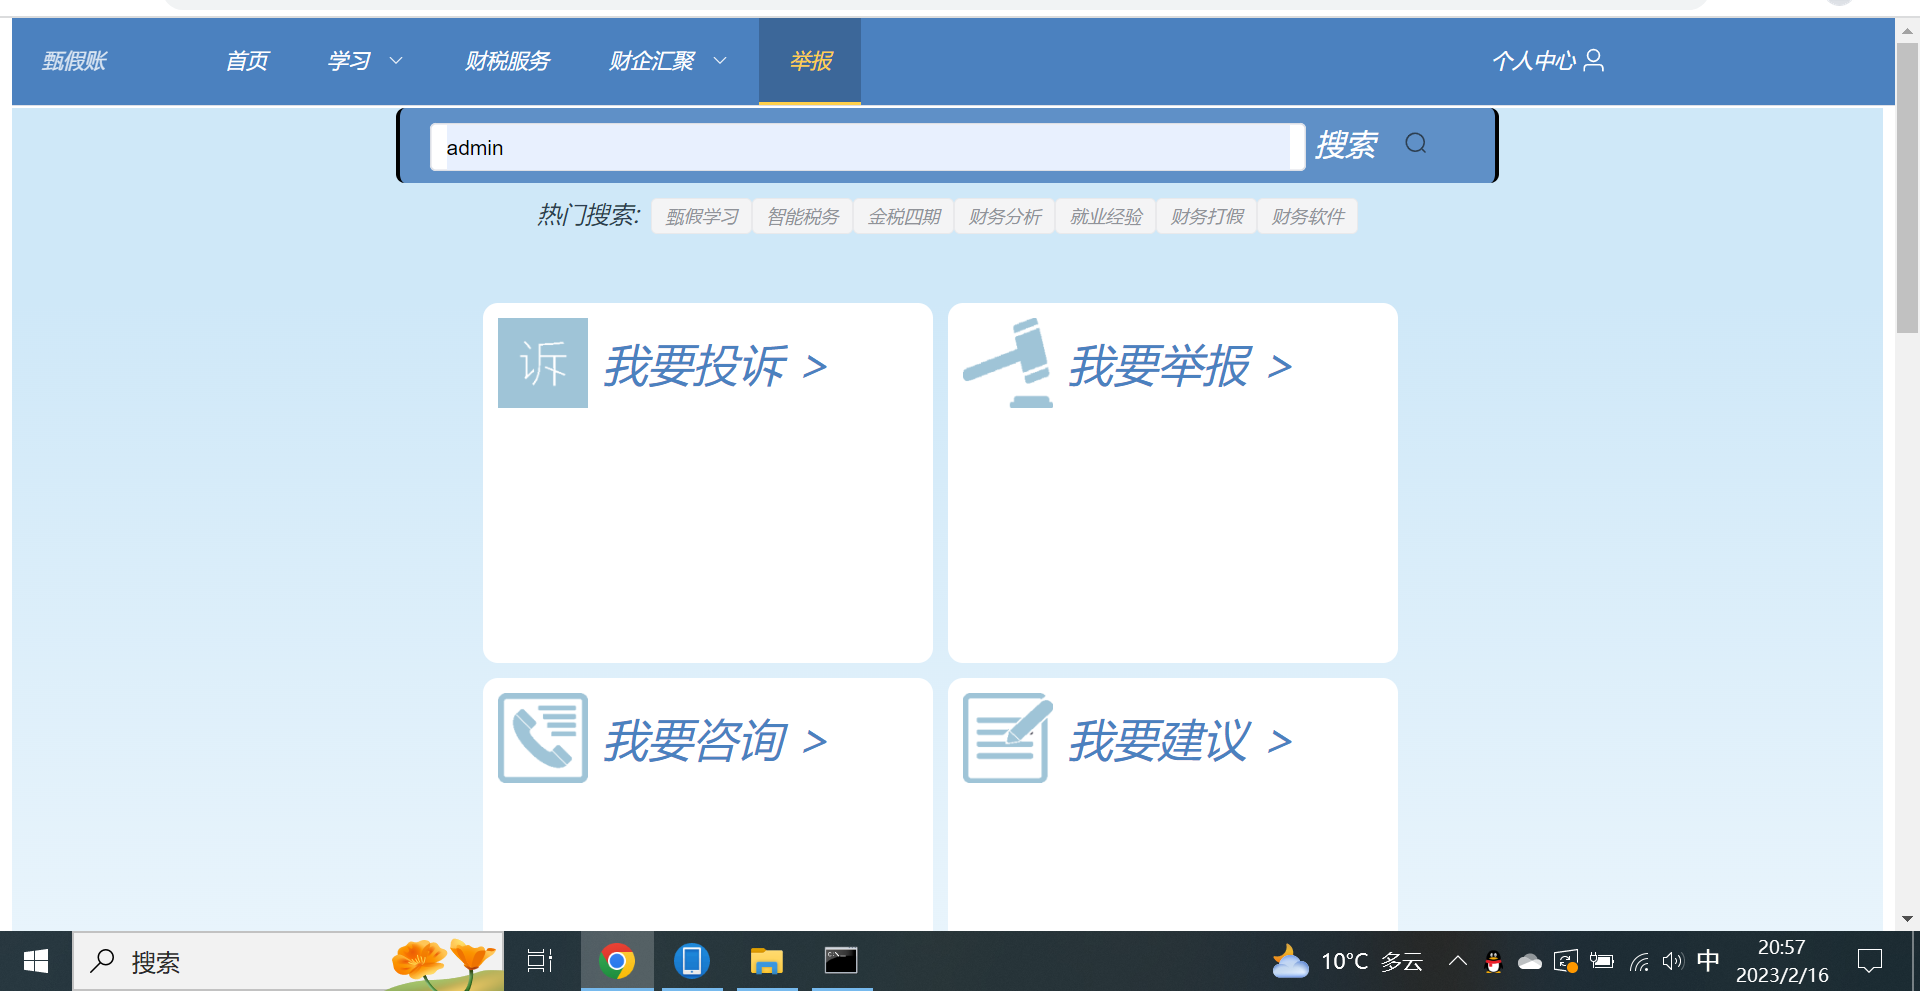 甄假账 首页 学习 财税服务 财企汇聚 举报 个人中心
admin 搜索
热门搜索: 甄假学习 智能税务 金税四期 财务分析 就业经验 财务打假 财务软件
诉 我要投诉 > 我要举报 >
我要咨询 > 我要建议 >
搜索 10°C 多云 中 20:57
2023/2/16